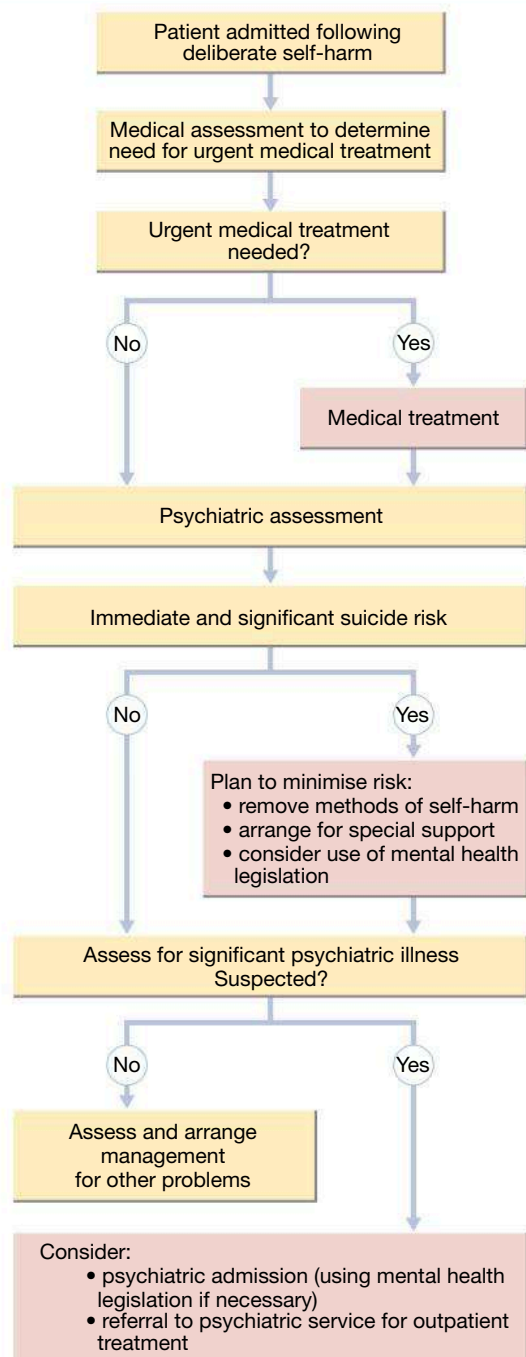 Patient admitted following
deliberate self-harm
Medical assessment to determine
need for urgent medical treatment
Urgent medical treatment
needed?
No
Yes
Medical treatment
Psychiatric assessment
Immediate and significant suicide risk
No
Yes
Plan to minimise risk:
• remove methods of self-harm
• arrange for special support
• consider use of mental health
legislation
Assess for significant psychiatric illness
Suspected?
No
Yes
Assess and arrange
management
for other problems
Consider:
• psychiatric admission (using mental health
legislation if necessary)
• referral to psychiatric service for outpatient
treatment